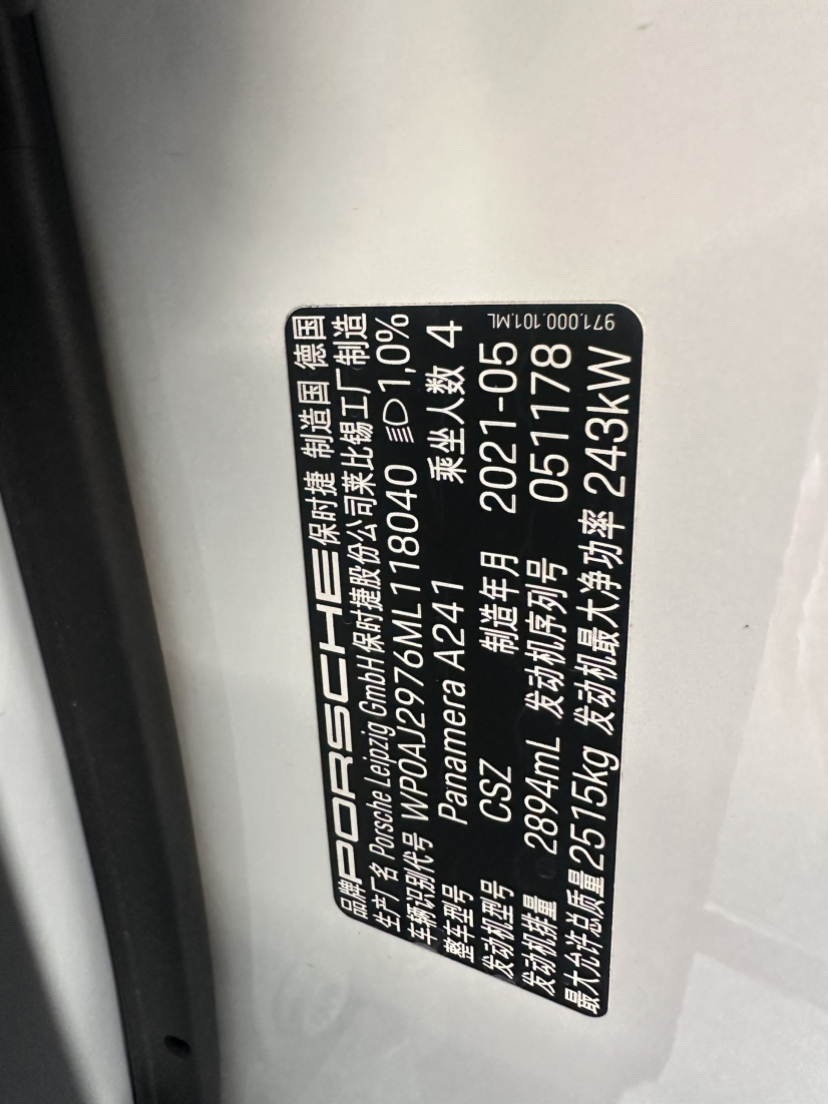 品牌 PORSCHE 保时捷 制造国 德国
生产厂名 Porsche Leipzig GmbH 保时捷股份公司莱比锡工厂制造
车辆识别代号 WP0AJ2976ML118040 1,0%
整车型号 Panamera A241 乘坐人数 4
发动机型号 CSZ 制造年月 2021-05
发动机排量 2894mL 发动机序列号 051178
最大允许总质量 2515kg 发动机最大净功率 243kW
971.000.101.ML